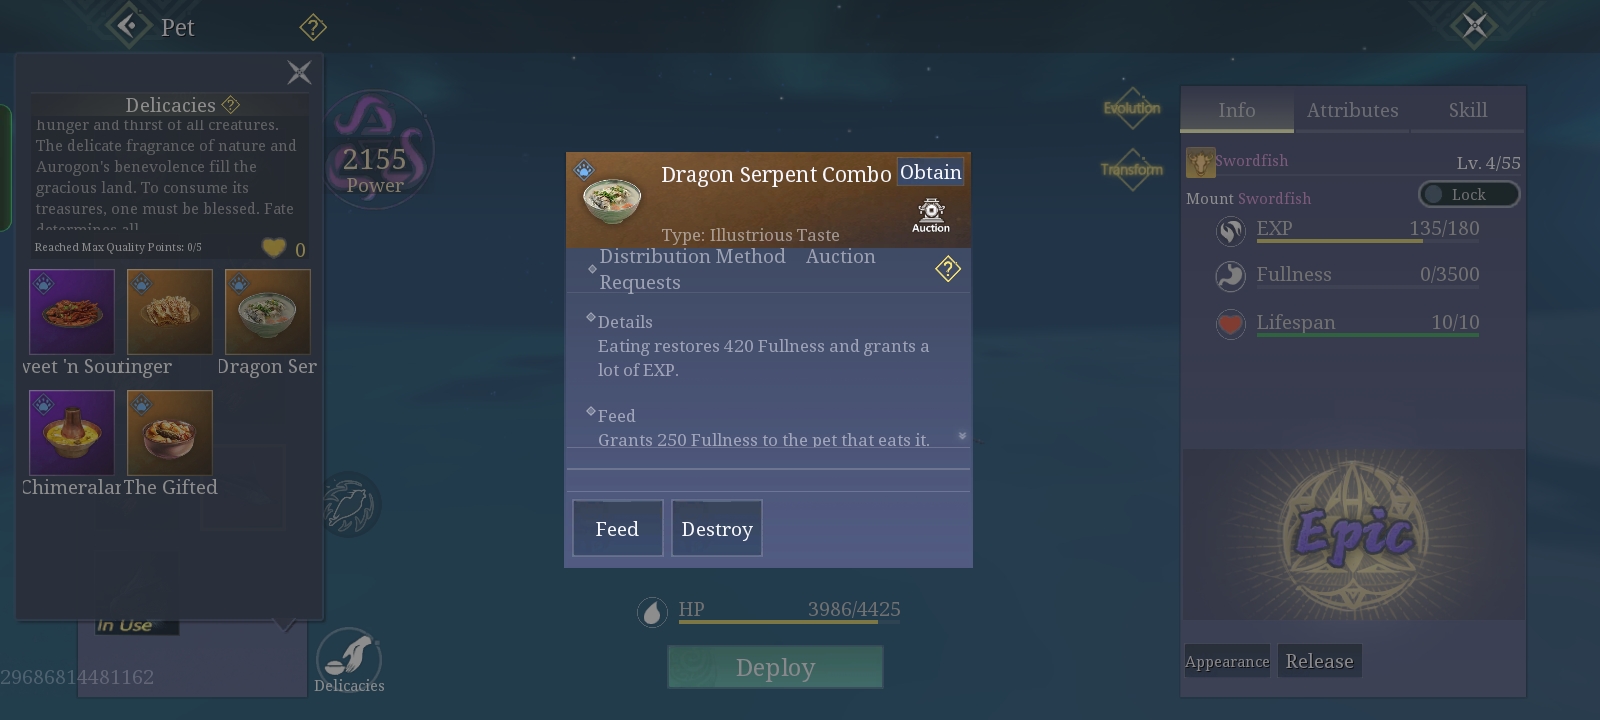 Pet
Delicacies
hunger and thirst of all creatures.
The delicate fragrance of nature and
Aurogon's benevolence fill the
gracious land. To consume its
treasures, one must be blessed. Fate
determines all
Reached Max Quality Points: 0/5
0
veet 'n Sour
tinger
Dragon Ser
Chimeralar
The Gifted
In Use
29686814481162
Delicacies
2155
Power
Dragon Serpent Combo
Obtain
Type: Illustrious Taste
Auction
Distribution Method Auction
Requests
Details
Eating restores 420 Fullness and grants a
lot of EXP.
Feed
Grants 250 Fullness to the pet that eats it.
Feed
Destroy
HP 3986/4425
Deploy
Evolution
Transform
Info
Attributes
Skill
Swordfish
Lv. 4/55
Mount Swordfish
Lock
EXP 135/180
Fullness 0/3500
Lifespan 10/10
Epic
Appearance
Release